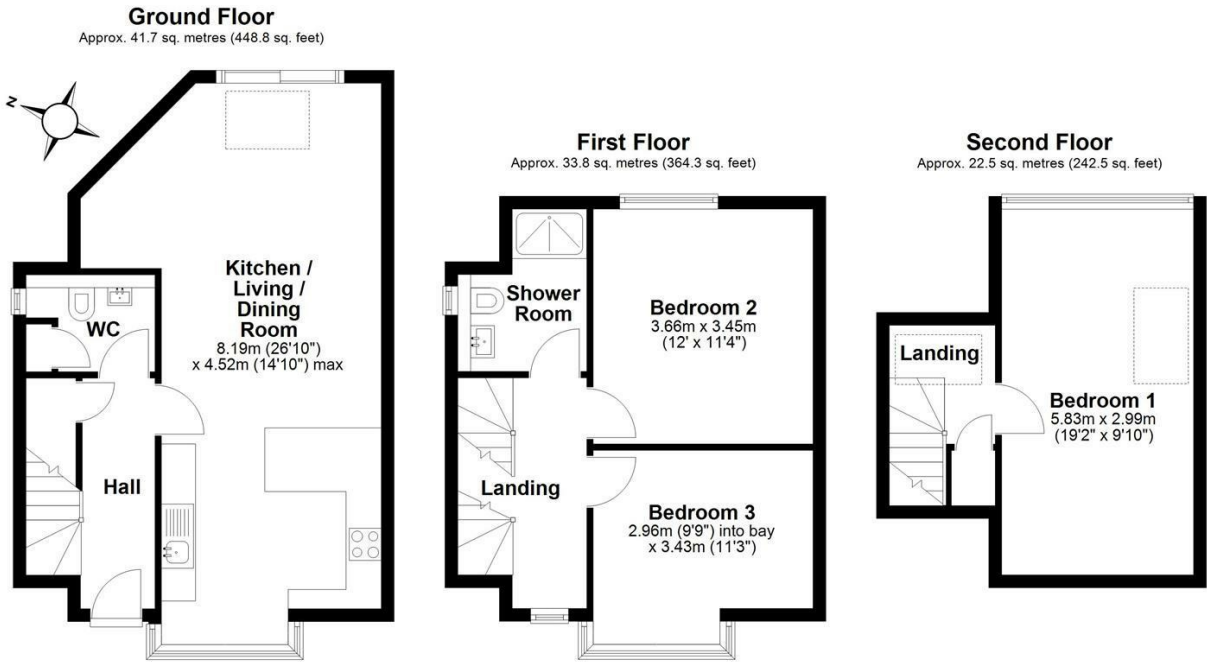 Ground Floor
Approx. 41.7 sq. metres (448.8 sq. feet)
N
Kitchen /
Living /
Dining
Room
8.19m (26'10")
x 4.52m (14'10") max
WC
Hall
First Floor
Approx. 33.8 sq. metres (364.3 sq. feet)
Shower
Room
Bedroom 2
3.66m x 3.45m
(12' x 11'4")
Landing
Bedroom 3
2.96m (9'9") into bay
x 3.43m (11'3")
Second Floor
Approx. 22.5 sq. metres (242.5 sq. feet)
Landing
Bedroom 1
5.83m x 2.99m
(19'2" x 9'10")